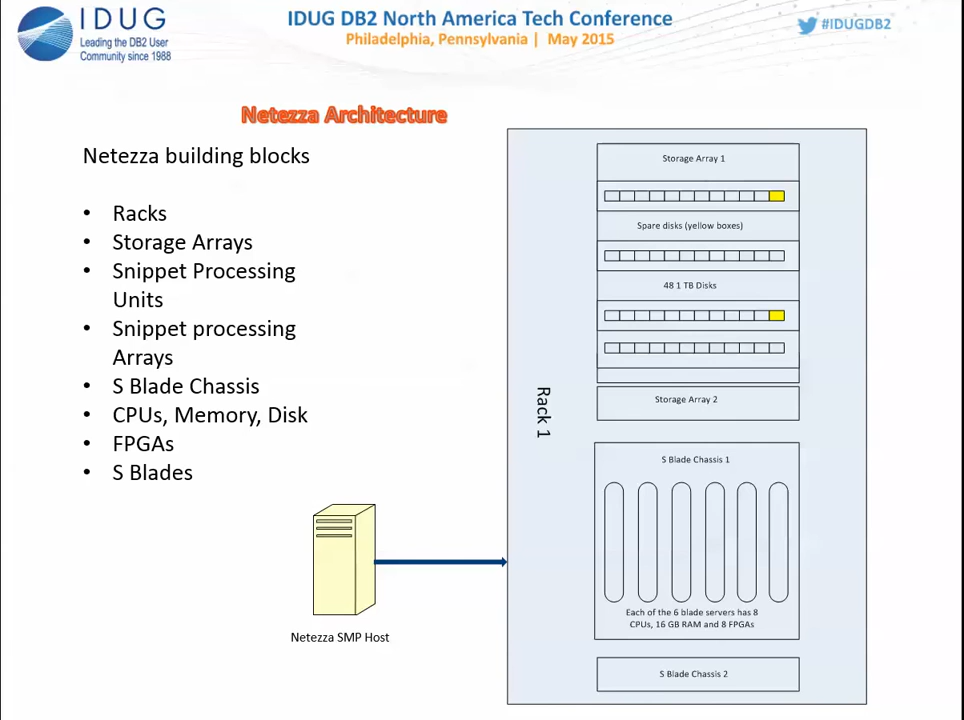 IDUG
Leading the DB2 User
Community since 1988
IDUG DB2 North America Tech Conference
Philadelphia, Pennsylvania | May 2015
#IDUGDB2
Netezza Architecture
Netezza building blocks
• Racks
• Storage Arrays
• Snippet Processing
Units
• Snippet processing
Arrays
• S Blade Chassis
• CPUs, Memory, Disk
• FPGAs
• S Blades
Netezza SMP Host
Rack 1
Storage Array 1
Spare disks (yellow boxes)
48 1 TB Disks
Storage Array 2
S Blade Chassis 1
Each of the 6 blade servers has 8
CPUs, 16 GB RAM and 8 FPGAs
S Blade Chassis 2